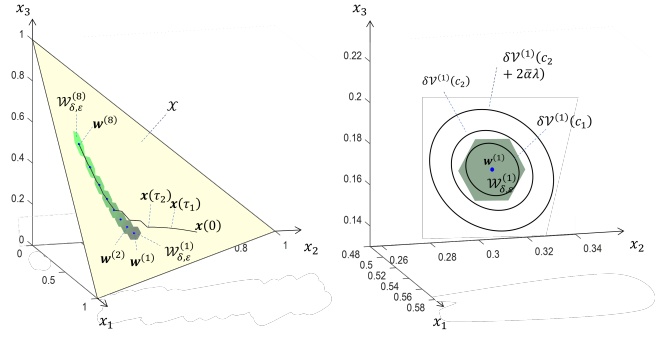 x₃
1
0.8
0.6
0.4
0.2
0
0
0.5
1
x₁
0.8
1
x₂
𝒳
𝒲_{δ,ε}^{(8)}
w^{(8)}
x(τ₂)
x(τ₁)
x(0)
w^{(2)}
w^{(1)}
𝒲_{δ,ε}^{(1)}
x₃
0.22
0.2
0.18
0.16
0.14
0.48
0.5
0.52
0.54
0.56
0.58
x₁
0.26
0.28
0.3
0.32
0.34
x₂
δ𝒱^{(1)}(c₂
+ 2ᾱλ)
δ𝒱^{(1)}(c₂)
δ𝒱^{(1)}(c₁)
w^{(1)}
𝒲_{δ,ε}^{(1)}